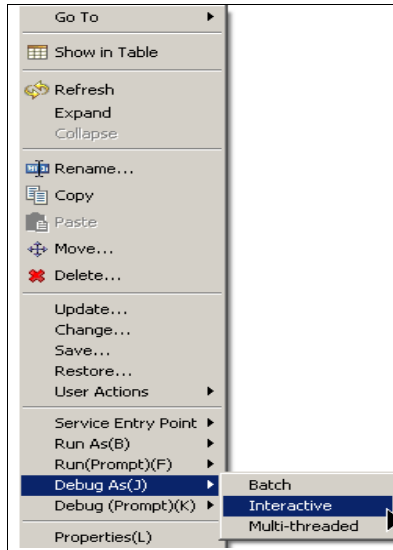 Go To
Show in Table
Refresh
Expand
Collapse
Rename...
Copy
Paste
Move...
Delete...
Update...
Change...
Save...
Restore...
User Actions
Service Entry Point
Run As(B)
Run(Prompt)(F)
Debug As(J)
Debug (Prompt)(K)
Properties(L)
Batch
Interactive
Multi-threaded